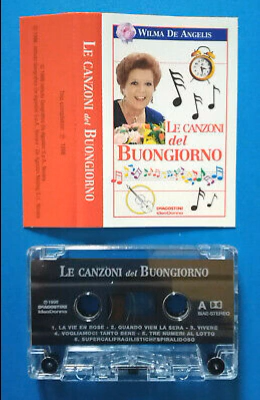 WILMA DE ANGELIS
LE CANZONI
del
BUONGIORNO
DEAGOSTINI
LE CANZONI del BUONGIORNO
LE CANZONI del BUONGIORNO
DEAGOSTINI
A
1. LA VIE EN ROSE - 2. QUANDO VIEN LA SERA - 3. VIVERE
4. VOGLIAMOCI TANTO BENE - 5. TRE NUMERI AL LOTTO
6. SUPERCALIFRAGILISTICHESPIRALIDOSO